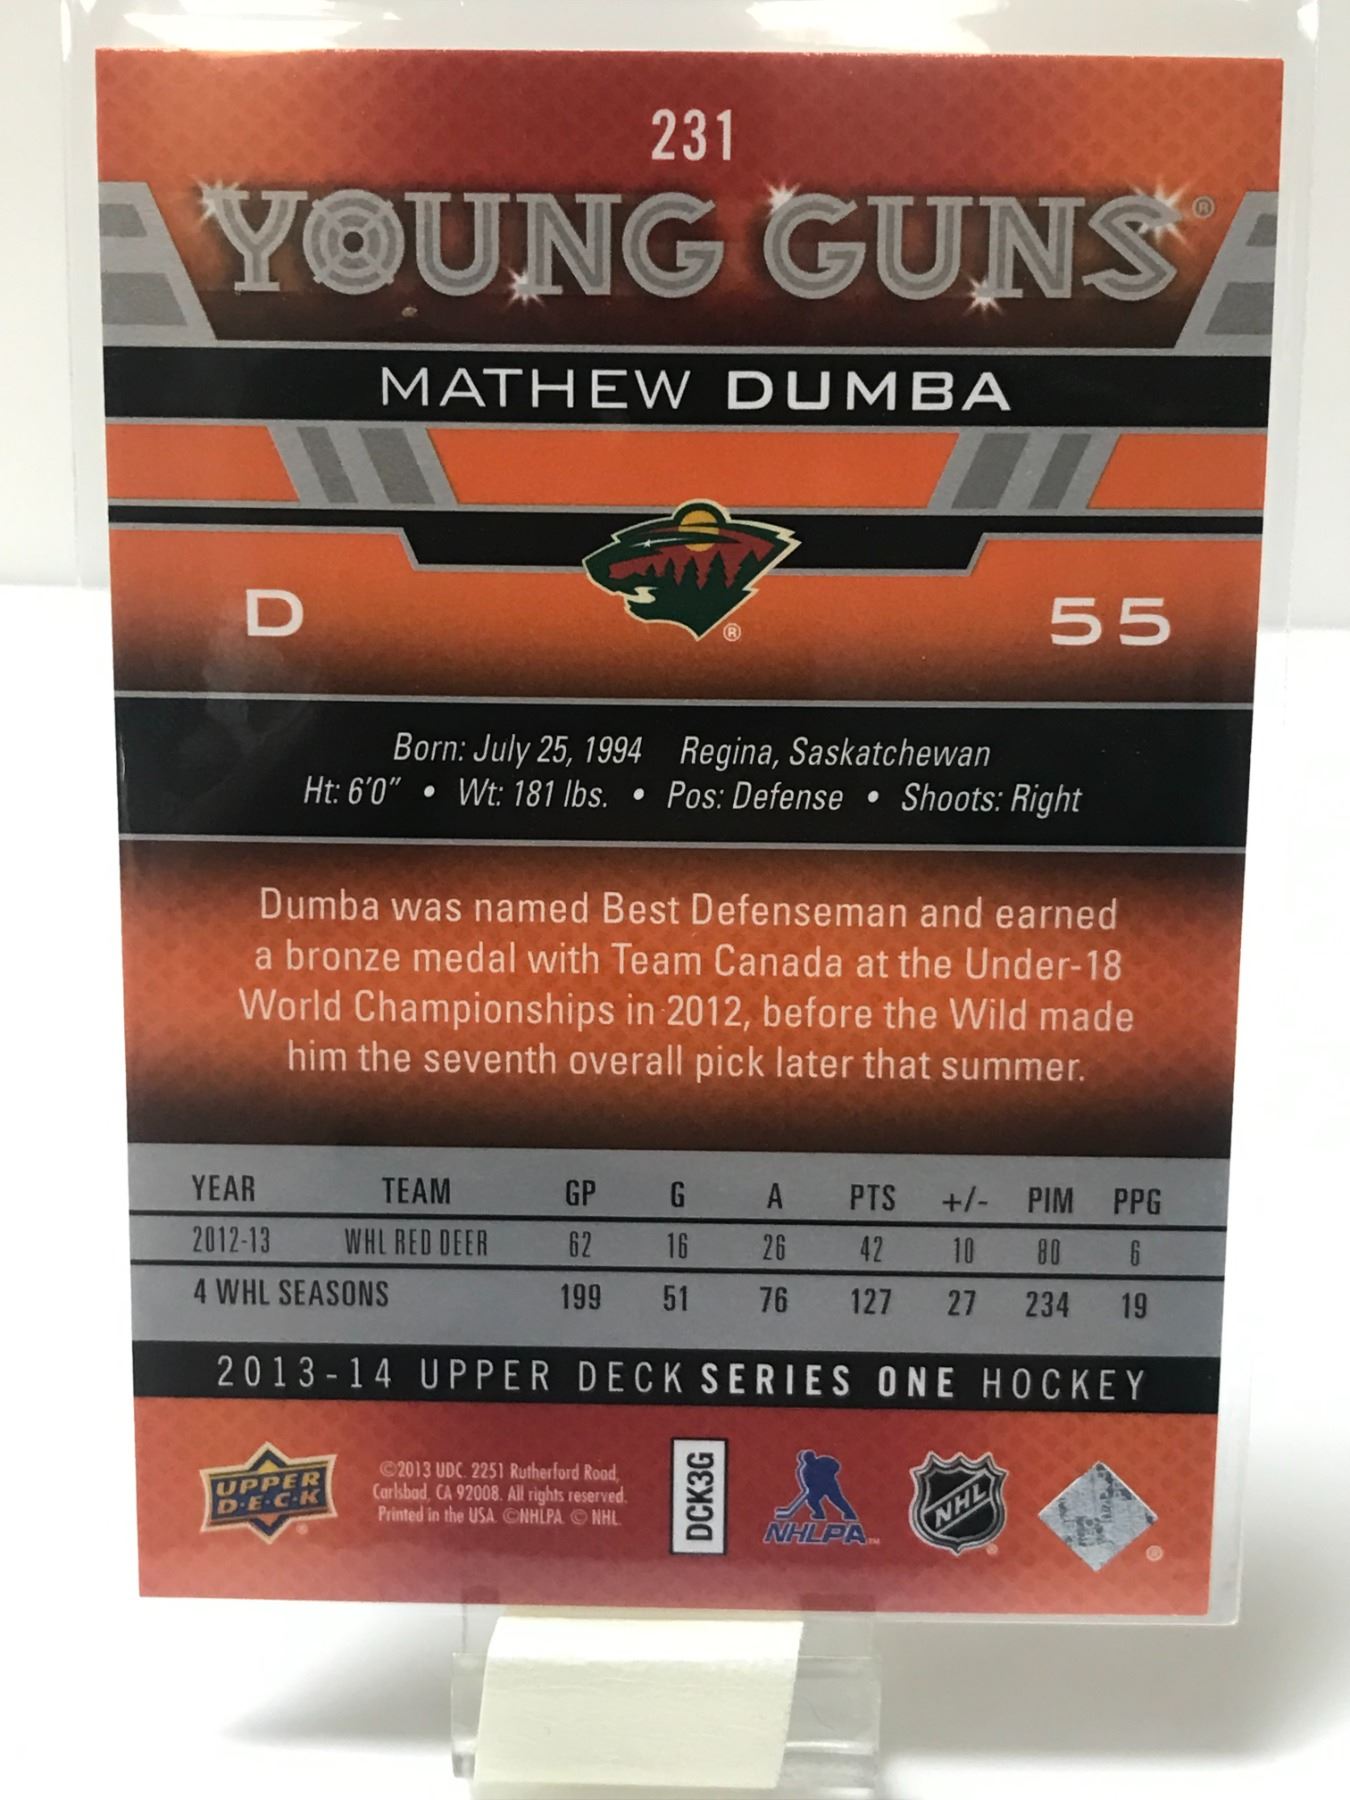 231
YOUNG GUNS®
MATHEW DUMBA
D
55
®
Born: July 25, 1994 Regina, Saskatchewan
Ht: 6'0" • Wt: 181 lbs. • Pos: Defense • Shoots: Right
Dumba was named Best Defenseman and earned
a bronze medal with Team Canada at the Under-18
World Championships in 2012, before the Wild made
him the seventh overall pick later that summer.
YEAR TEAM GP G A PTS +/- PIM PPG
2012-13 WHL RED DEER 62 16 26 42 10 80 6
4 WHL SEASONS 199 51 76 127 27 234 19
2013-14 UPPER DECK SERIES ONE HOCKEY
UPPER
D·E·C·K
®
©2013 UDC. 2251 Rutherford Road,
Carlsbad, CA 92008. All rights reserved.
Printed in the USA. ©NHLPA. © NHL.
DCK3G
NHLPA™
NHL
®
®